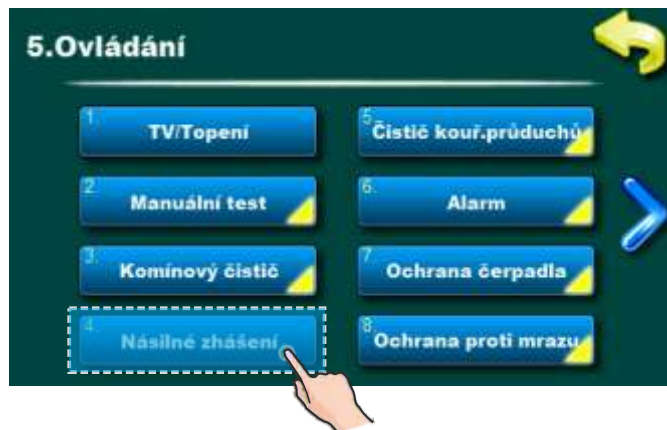 5.Ovládání
1. TV/Topení
2. Manuální test
3. Komínový čistič
4. Násilné zhášení
5. Čistič kouř.průduchů
6. Alarm
7. Ochrana čerpadla
8. Ochrana proti mrazu